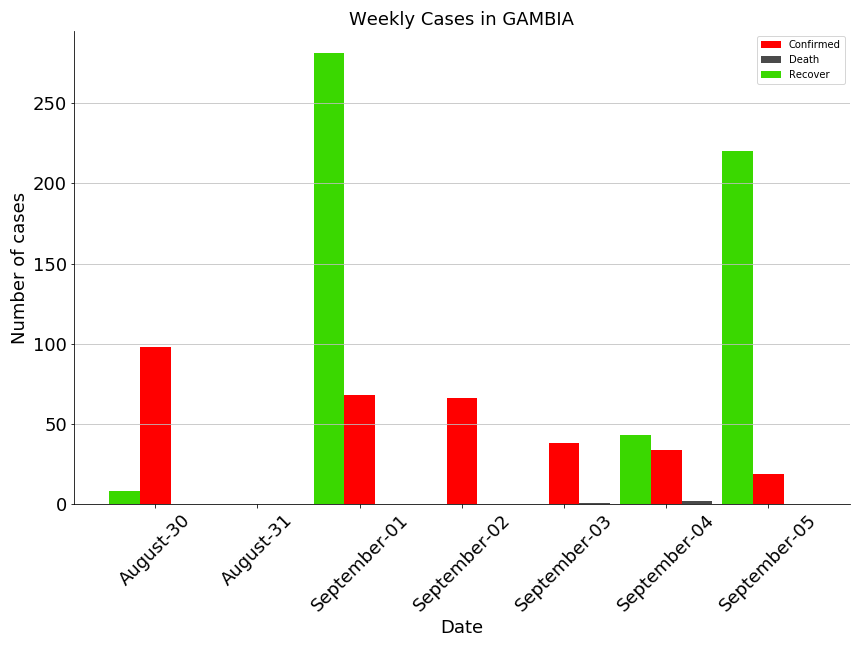 Weekly Cases in GAMBIA
Confirmed
Death
Recover
Number of cases
250
200
150
100
50
0
August-30
August-31
September-01
September-02
September-03
September-04
September-05
Date